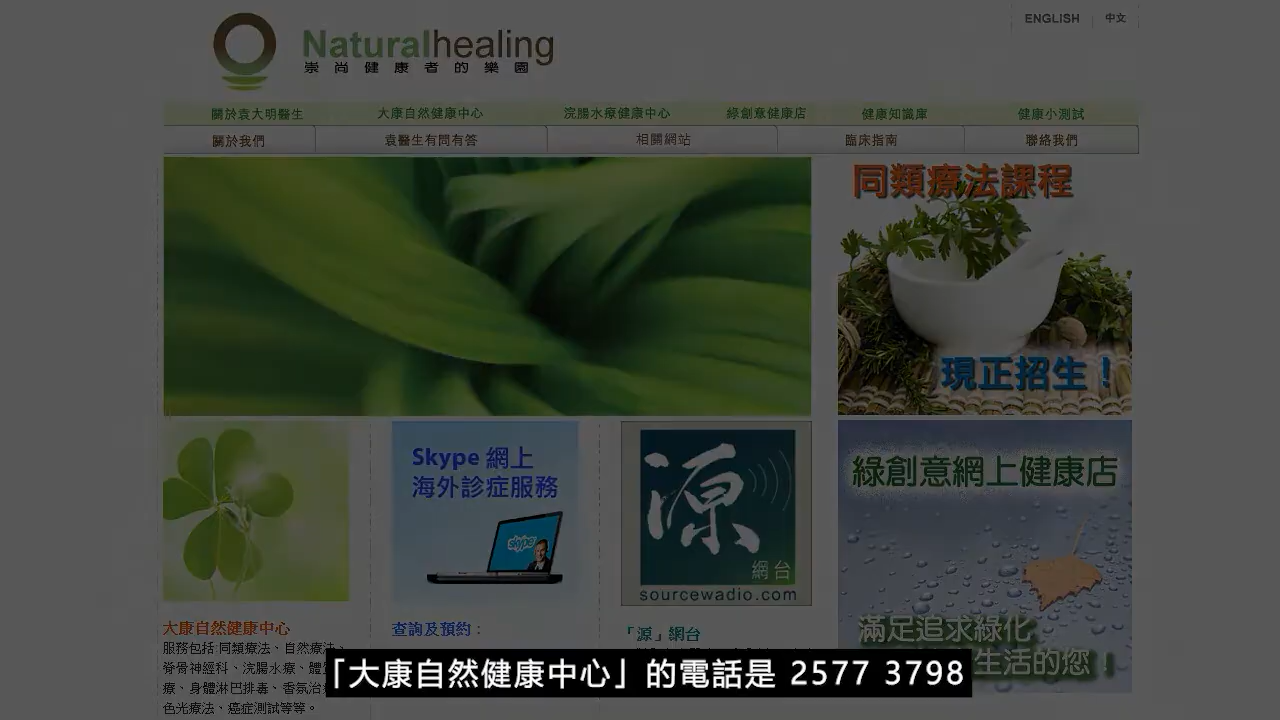 ENGLISH 中文
Naturalhealing
崇尚健康者的樂園
關於袁大明醫生 大康自然健康中心 浣腸水療健康中心 綠創意健康店 健康知識庫 健康小測試
關於我們 袁醫生有問有答 相關網站 臨床指南 聯絡我們
同類療法課程
現正招生！
Skype 網上
海外診症服務
skype
源
網台
sourcewadio.com
綠創意網上健康店
滿足追求綠化
生活的您！
大康自然健康中心
服務包括 同類療法、自然療法、
脊骨神經科、浣腸水療
療、身體淋巴排毒、香氛治
色光療法、癌症測試等等。
查詢及預約：
「源」網台
「大康自然健康中心」的電話是 2577 3798